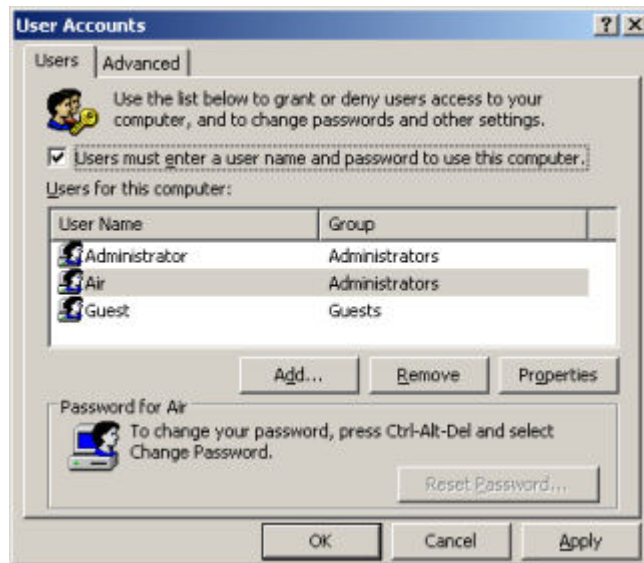 User Accounts
Users Advanced
Use the list below to grant or deny users access to your
computer, and to change passwords and other settings.
Users must enter a user name and password to use this computer.
Users for this computer:
User Name Group
Administrator Administrators
Air Administrators
Guest Guests
Add... Remove Properties
Password for Air
To change your password, press Ctrl-Alt-Del and select
Change Password.
Reset Password...
OK Cancel Apply